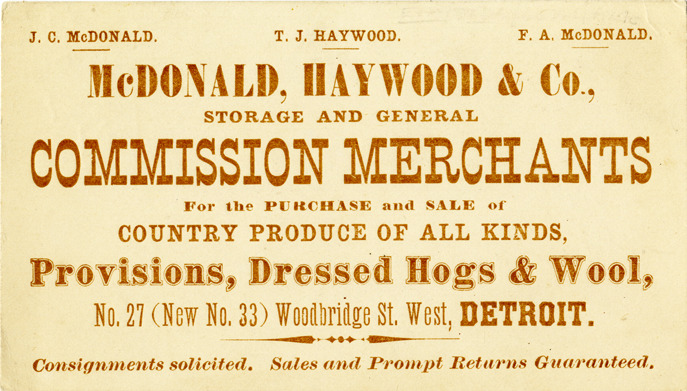 J. C. McDONALD. T. J. HAYWOOD. F. A. McDONALD.
McDONALD, HAYWOOD & Co.,
STORAGE AND GENERAL
COMMISSION MERCHANTS
For the PURCHASE and SALE of
COUNTRY PRODUCE OF ALL KINDS,
Provisions, Dressed Hogs & Wool,
No. 27 (New No. 33) Woodbridge St. West, DETROIT.
Consignments solicited. Sales and Prompt Returns Guaranteed.